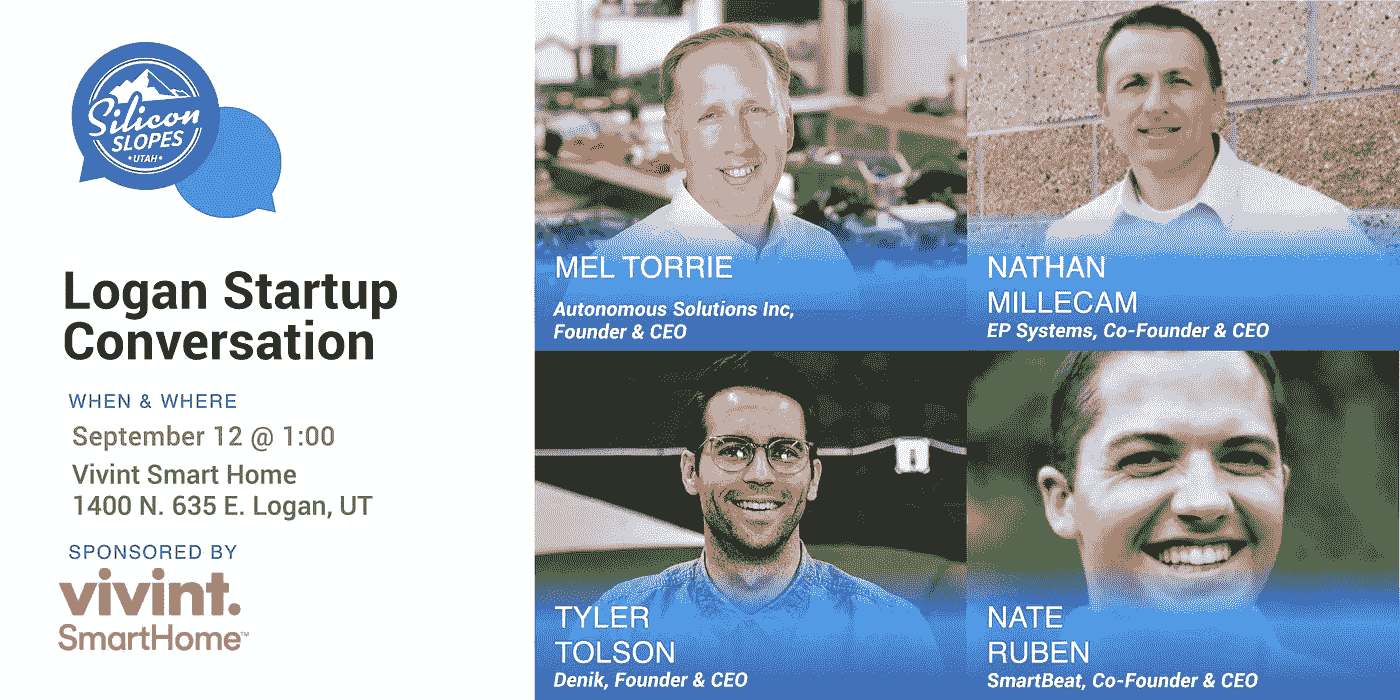 Silicon
SLOPES
•UTAH•
Logan Startup
Conversation
WHEN & WHERE
September 12 @ 1:00
Vivint Smart Home
1400 N. 635 E. Logan, UT
SPONSORED BY
vivint.
SmartHome™
MEL TORRIE
Autonomous Solutions Inc,
Founder & CEO
NATHAN
MILLECAM
EP Systems, Co-Founder & CEO
TYLER
TOLSON
Denik, Founder & CEO
NATE
RUBEN
SmartBeat, Co-Founder & CEO